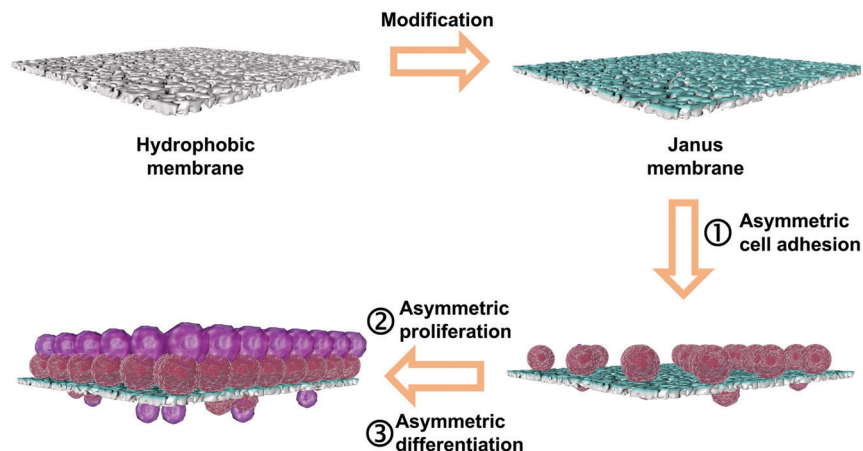 Modification
Hydrophobic
membrane
Janus
membrane
① Asymmetric
cell adhesion
② Asymmetric
proliferation
③ Asymmetric
differentiation